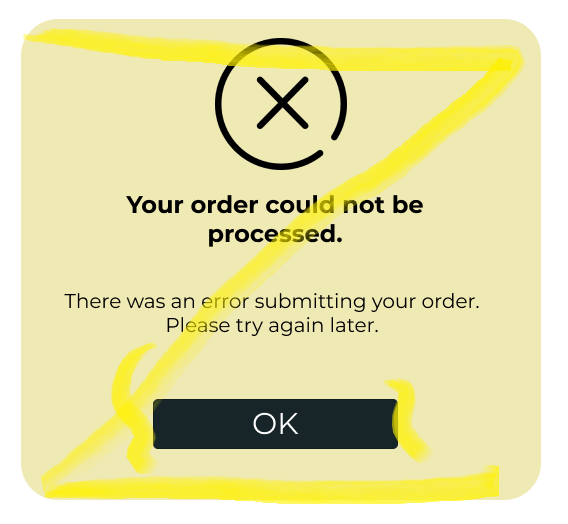 Your order could not be
processed.
There was an error submitting your order.
Please try again later.
OK